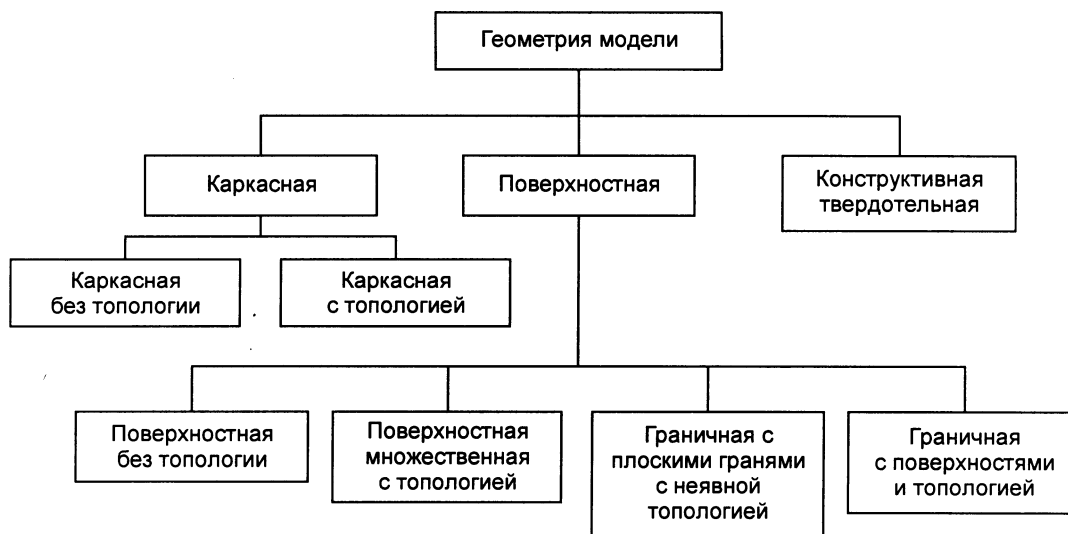 Геометрия модели
Каркасная
Поверхностная
Конструктивная
твердотельная
Каркасная
без топологии
Каркасная
с топологией
Поверхностная
без топологии
Поверхностная
множественная
с топологией
Граничная с
плоскими гранями
с неявной
топологией
Граничная
с поверхностями
и топологией